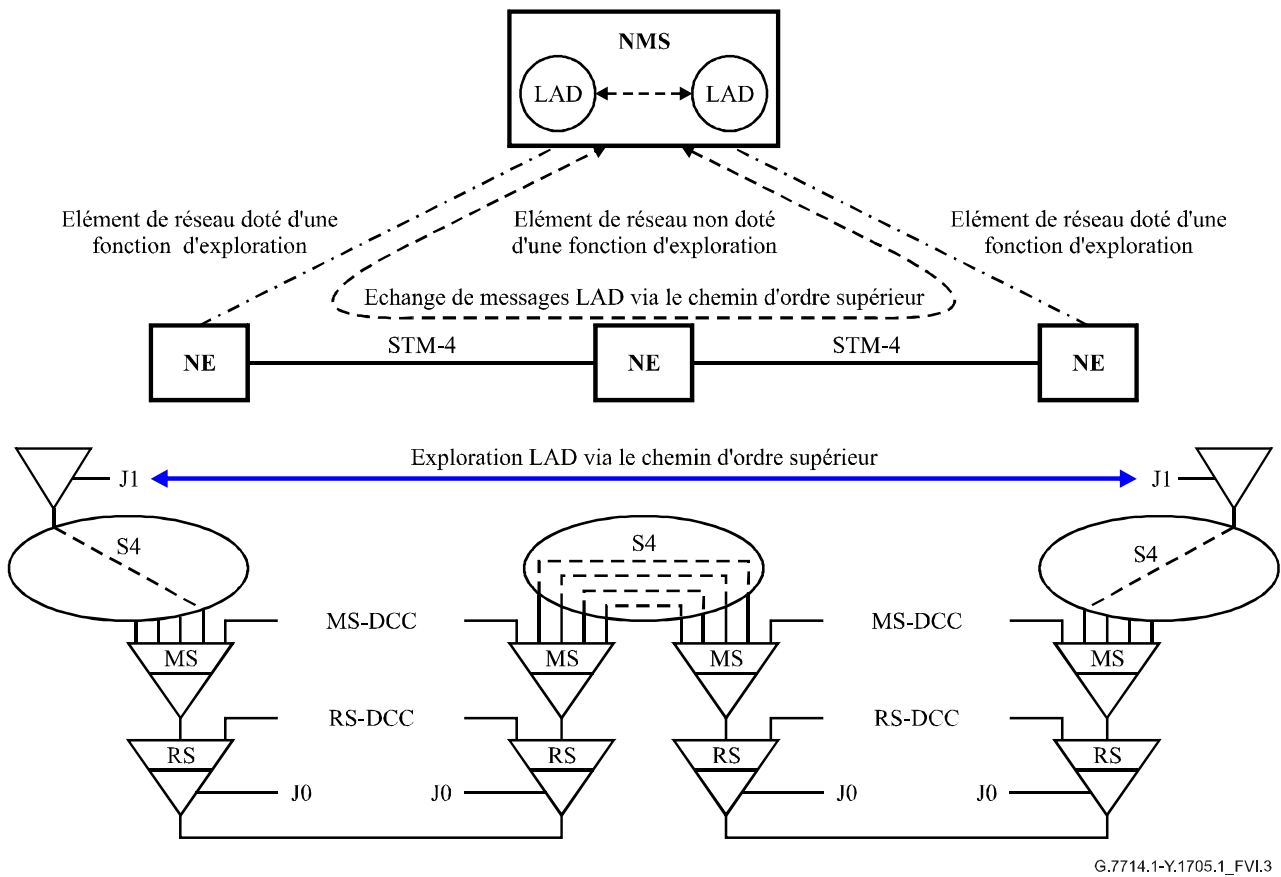 NMS
LAD LAD
Elément de réseau doté d'une
fonction d'exploration
Elément de réseau non doté
d'une fonction d'exploration
Elément de réseau doté d'une
fonction d'exploration
Echange de messages LAD via le chemin d'ordre supérieur
STM-4 STM-4
NE NE NE
Exploration LAD via le chemin d'ordre supérieur
J1 J1
S4 S4 S4
MS-DCC MS-DCC
MS MS MS MS
RS-DCC RS-DCC
RS RS RS RS
J0 J0 J0 J0
G.7714.1-Y.1705.1_FVI.3